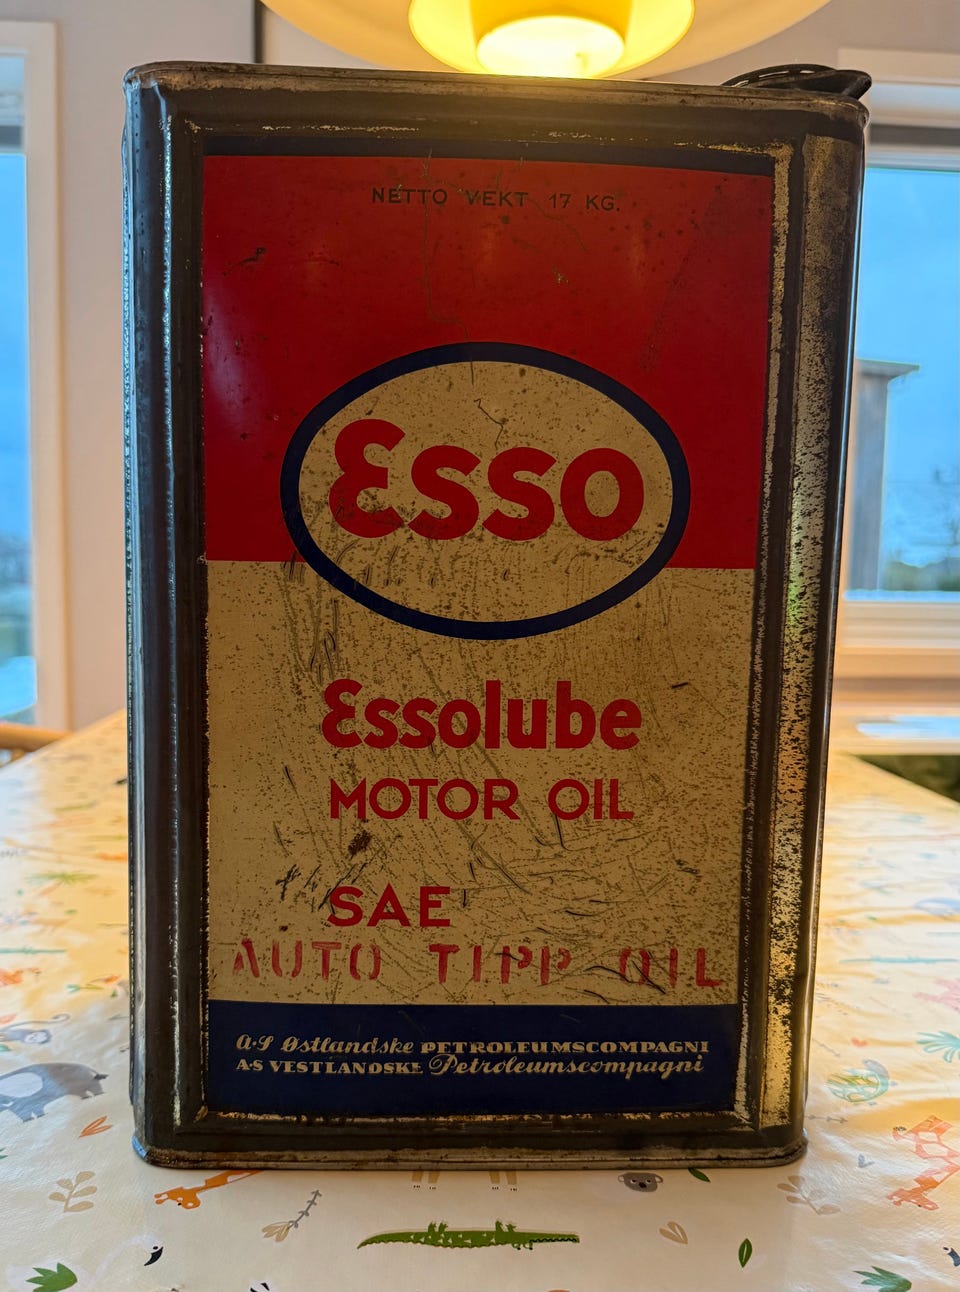 NETTO VEKT 17 KG.
Esso
Essolube
MOTOR OIL
SAE
AUTO TIPP OIL
A-S Østlandske PETROLEUMSCOMPAGNI
A-S VESTLANDSKE Petroleumscompagni